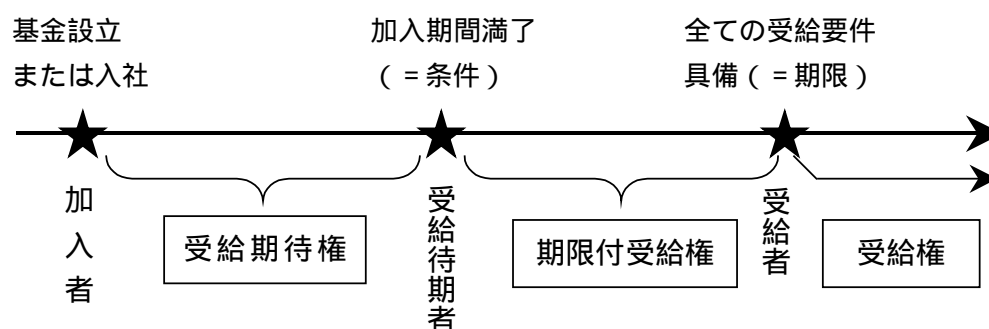 基金設立
または入社
加入期間満了
（＝条件）
全ての受給要件
具備（＝期限）
加入者
受給期待権
受給待期者
期限付受給権
受給者
受給権